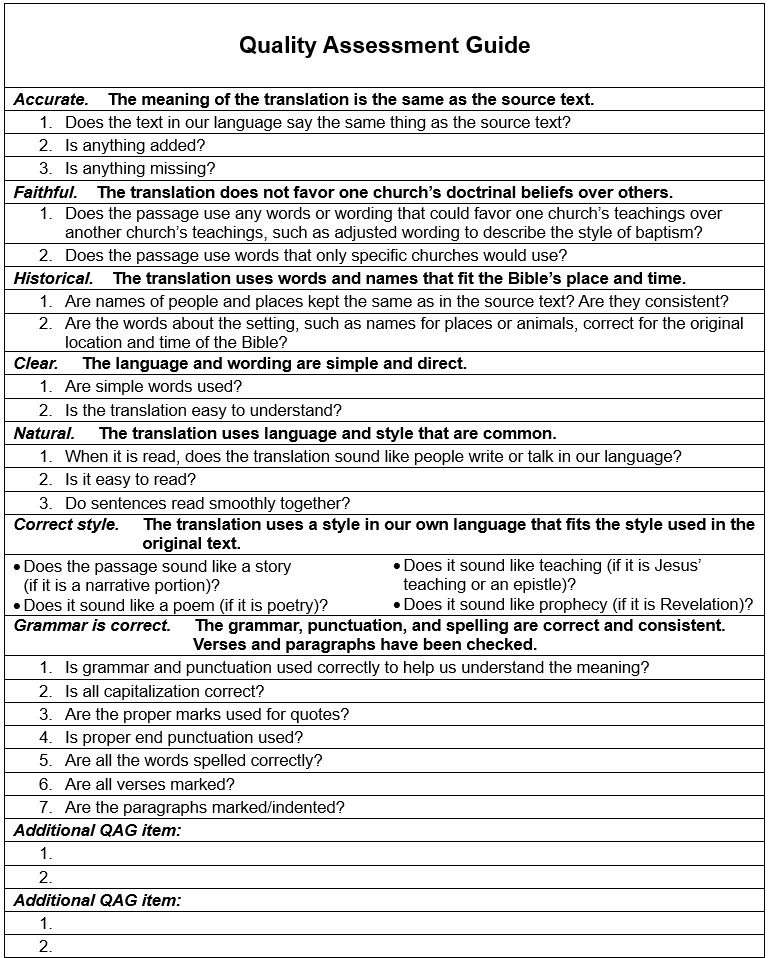 Quality Assessment Guide
Accurate. The meaning of the translation is the same as the source text.
1. Does the text in our language say the same thing as the source text?
2. Is anything added?
3. Is anything missing?
Faithful. The translation does not favor one church’s doctrinal beliefs over others.
1. Does the passage use any words or wording that could favor one church’s teachings over
another church’s teachings, such as adjusted wording to describe the style of baptism?
2. Does the passage use words that only specific churches would use?
Historical. The translation uses words and names that fit the Bible’s place and time.
1. Are names of people and places kept the same as in the source text? Are they consistent?
2. Are the words about the setting, such as names for places or animals, correct for the original
location and time of the Bible?
Clear. The language and wording are simple and direct.
1. Are simple words used?
2. Is the translation easy to understand?
Natural. The translation uses language and style that are common.
1. When it is read, does the translation sound like people write or talk in our language?
2. Is it easy to read?
3. Do sentences read smoothly together?
Correct style. The translation uses a style in our own language that fits the style used in the
original text.
• Does the passage sound like a story
(if it is a narrative portion)?
• Does it sound like a poem (if it is poetry)?
• Does it sound like teaching (if it is Jesus’
teaching or an epistle)?
• Does it sound like prophecy (if it is Revelation)?
Grammar is correct. The grammar, punctuation, and spelling are correct and consistent.
Verses and paragraphs have been checked.
1. Is grammar and punctuation used correctly to help us understand the meaning?
2. Is all capitalization correct?
3. Are the proper marks used for quotes?
4. Is proper end punctuation used?
5. Are all the words spelled correctly?
6. Are all verses marked?
7. Are the paragraphs marked/indented?
Additional QAG item:
1.
2.
Additional QAG item:
1.
2.